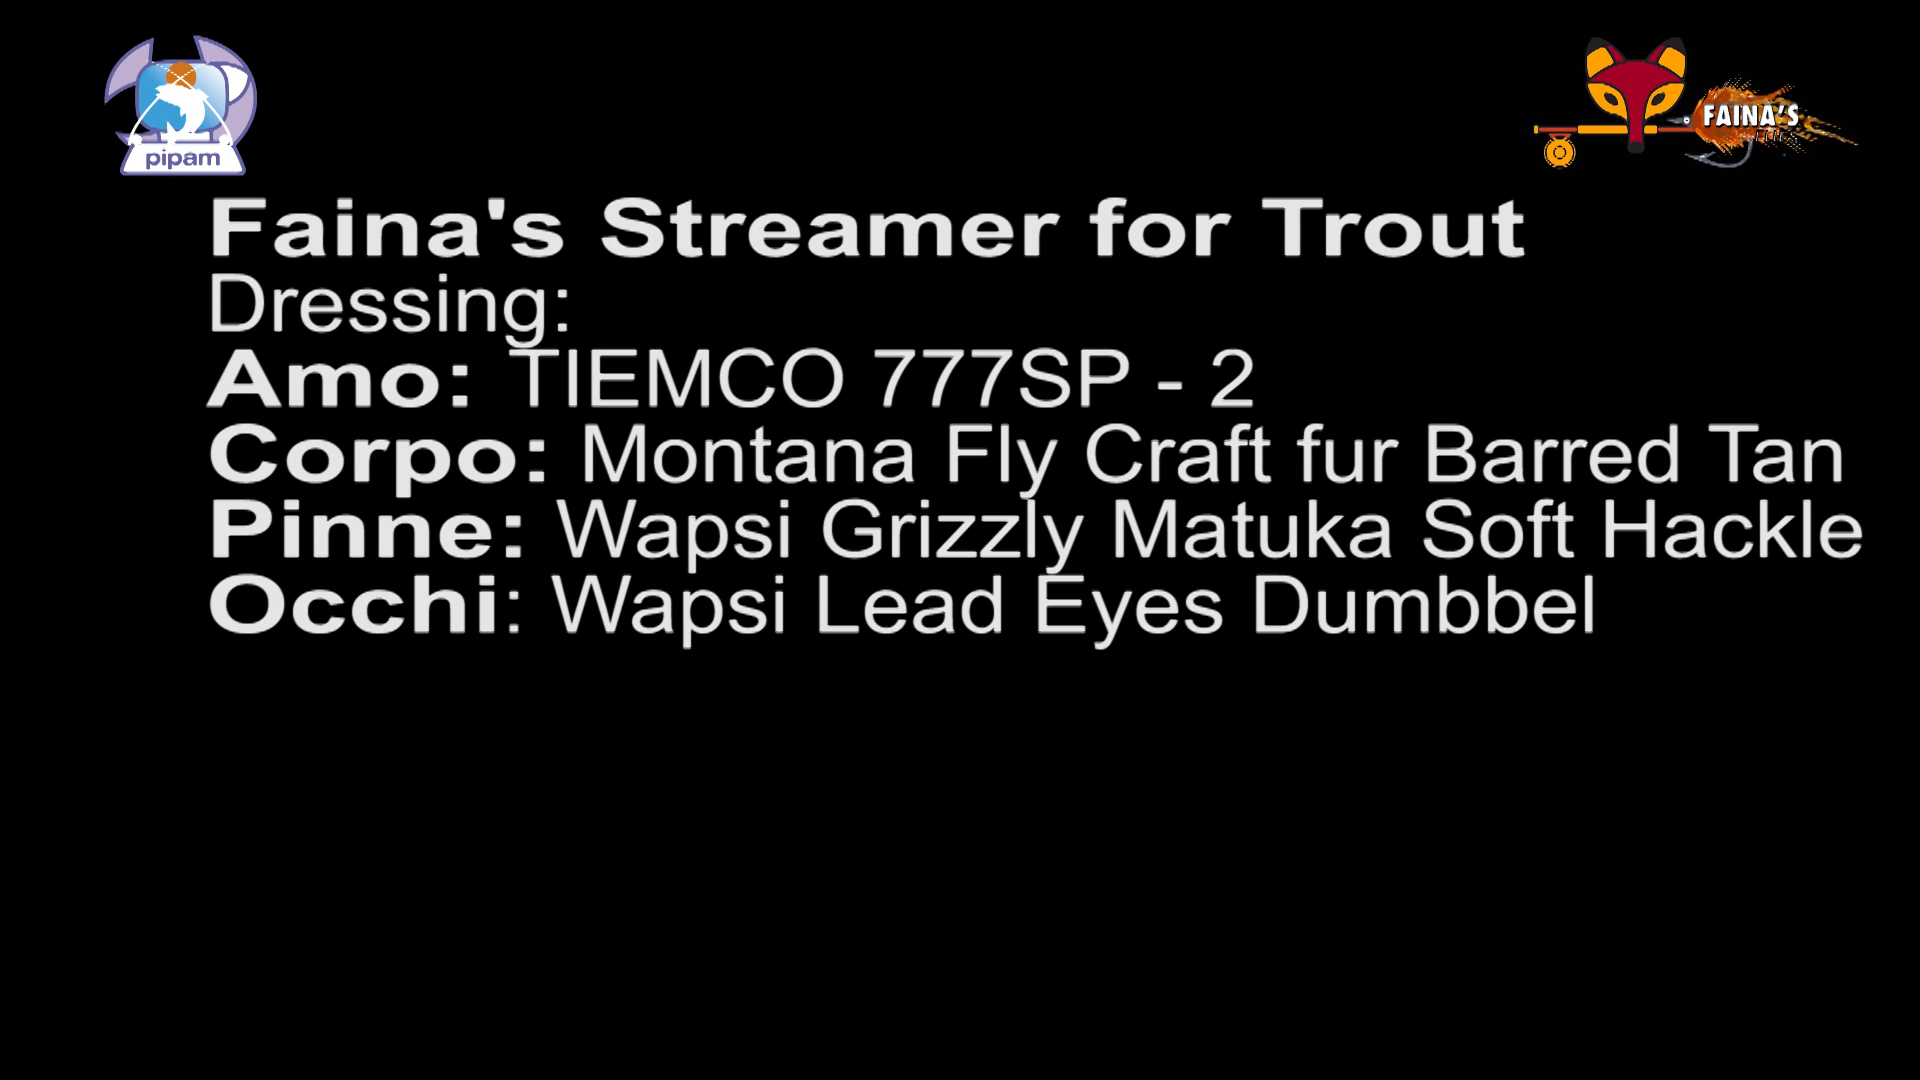 pipam
FAINA'S
Faina's Streamer for Trout
Dressing:
Amo: TIEMCO 777SP - 2
Corpo: Montana Fly Craft fur Barred Tan
Pinne: Wapsi Grizzly Matuka Soft Hackle
Occhi: Wapsi Lead Eyes Dumbbel